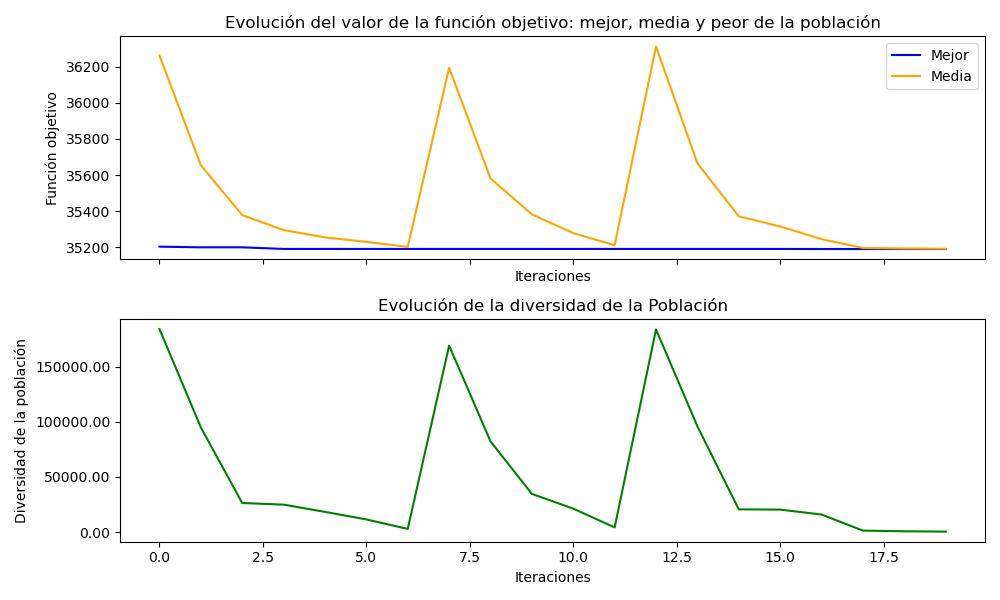 Evolución del valor de la función objetivo: mejor, media y peor de la población
Función objetivo
36200
36000
35800
35600
35400
35200
Mejor
Media
Iteraciones
Evolución de la diversidad de la Población
Diversidad de la población
150000.00
100000.00
50000.00
0.00
0.0 2.5 5.0 7.5 10.0 12.5 15.0 17.5
Iteraciones